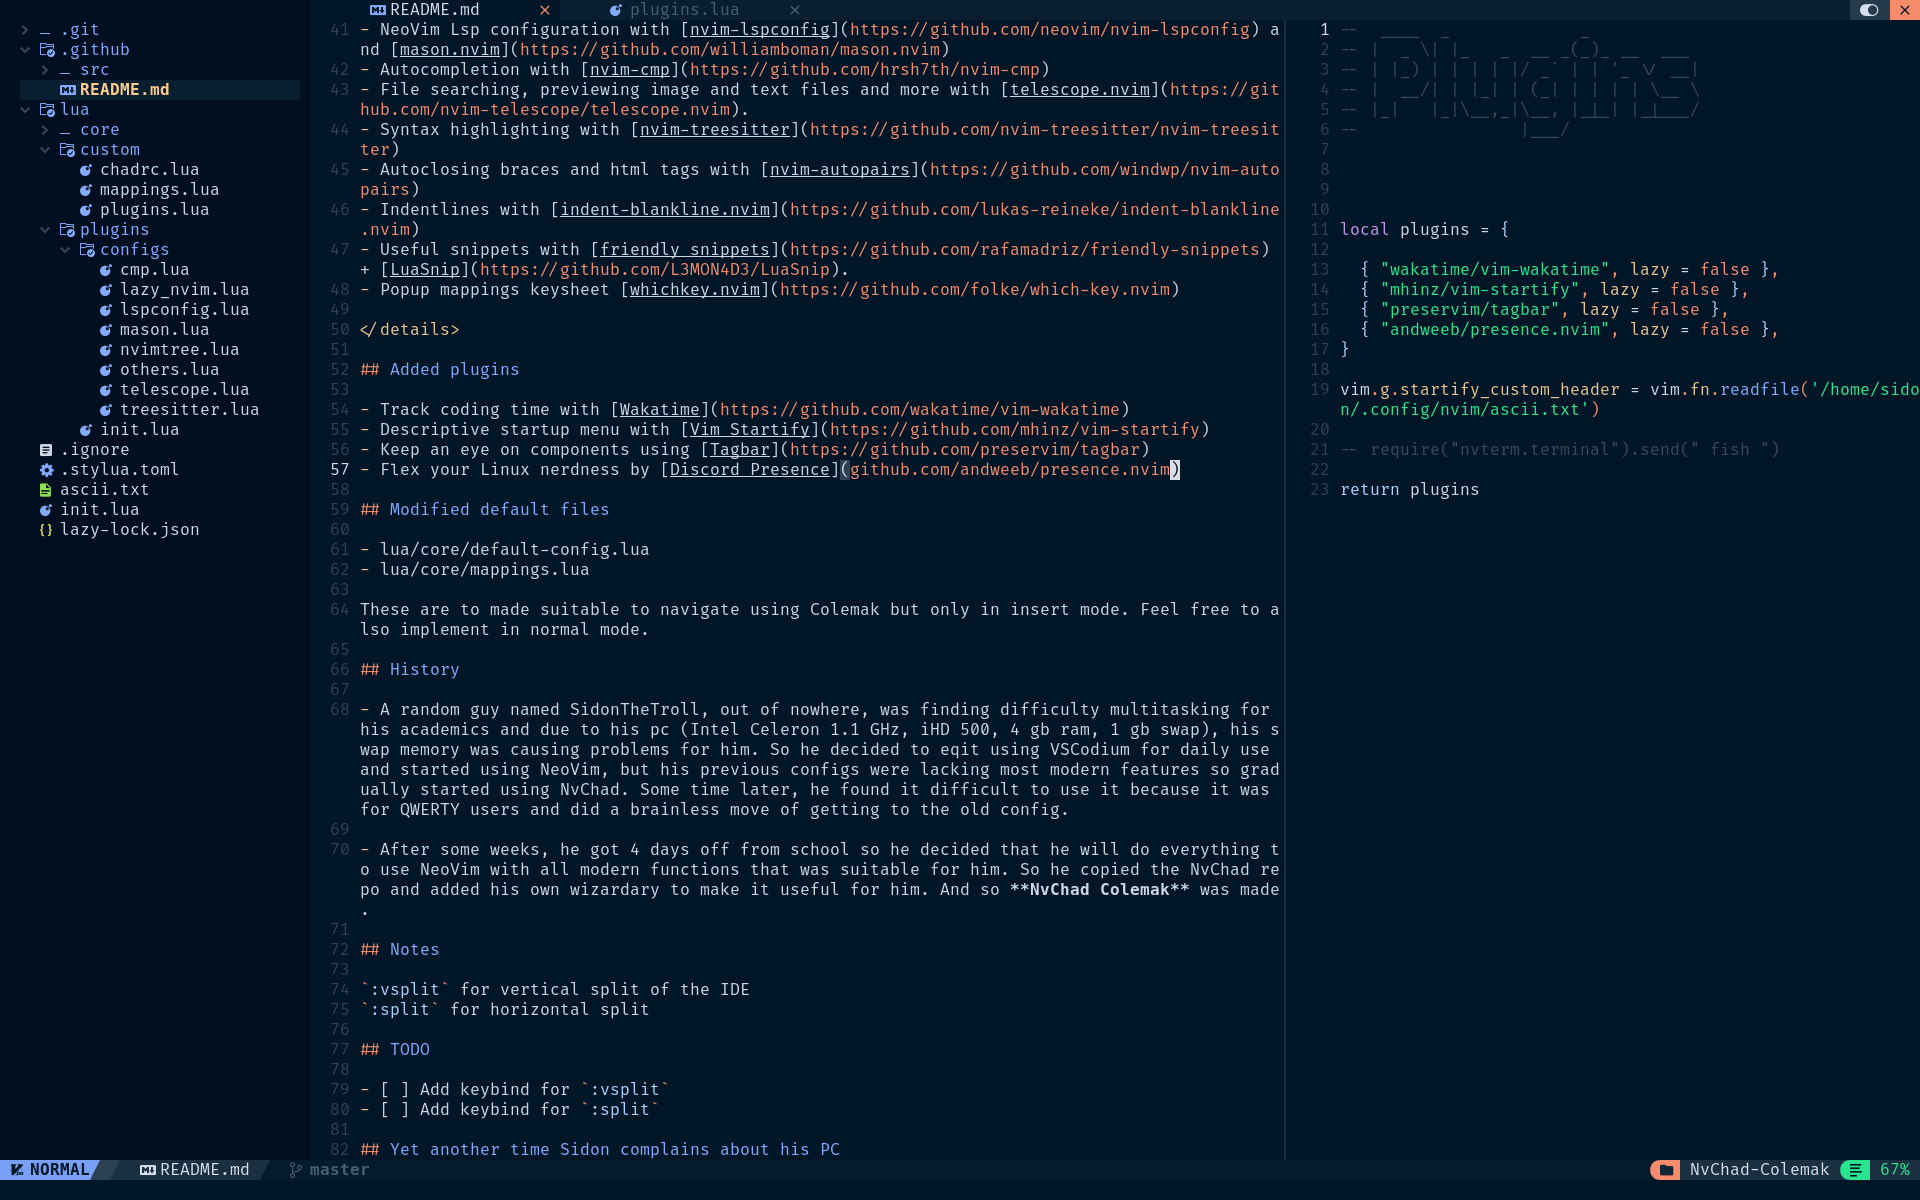 README.md
plugins.lua
.git
.github
src
README.md
lua
core
custom
chadrc.lua
mappings.lua
plugins.lua
plugins
configs
cmp.lua
lazy_nvim.lua
lspconfig.lua
mason.lua
nvimtree.lua
others.lua
telescope.lua
treesitter.lua
init.lua
.ignore
.stylua.toml
ascii.txt
init.lua
lazy-lock.json
41 - NeoVim Lsp configuration with [nvim-lspconfig](https://github.com/neovim/nvim-lspconfig) a
nd [mason.nvim](https://github.com/williamboman/mason.nvim)
42 - Autocompletion with [nvim-cmp](https://github.com/hrsh7th/nvim-cmp)
43 - File searching, previewing image and text files and more with [telescope.nvim](https://git
hub.com/nvim-telescope/telescope.nvim).
44 - Syntax highlighting with [nvim-treesitter](https://github.com/nvim-treesitter/nvim-treesit
ter)
45 - Autoclosing braces and html tags with [nvim-autopairs](https://github.com/windwp/nvim-auto
pairs)
46 - Indentlines with [indent-blankline.nvim](https://github.com/lukas-reineke/indent-blankline
.nvim)
47 - Useful snippets with [friendly snippets](https://github.com/rafamadriz/friendly-snippets)
+ [LuaSnip](https://github.com/L3MON4D3/LuaSnip).
48 - Popup mappings keysheet [whichkey.nvim](https://github.com/folke/which-key.nvim)
49
50 </details>
51
52 ## Added plugins
53
54 - Track coding time with [Wakatime](https://github.com/wakatime/vim-wakatime)
55 - Descriptive startup menu with [Vim Startify](https://github.com/mhinz/vim-startify)
56 - Keep an eye on components using [Tagbar](https://github.com/preservim/tagbar)
57 - Flex your Linux nerdness by [Discord Presence](github.com/andweeb/presence.nvim)
58
59 ## Modified default files
60
61 - lua/core/default-config.lua
62 - lua/core/mappings.lua
63
64 These are to made suitable to navigate using Colemak but only in insert mode. Feel free to a
lso implement in normal mode.
65
66 ## History
67
68 - A random guy named SidonTheTroll, out of nowhere, was finding difficulty multitasking for
his academics and due to his pc (Intel Celeron 1.1 GHz, iHD 500, 4 gb ram, 1 gb swap), his s
wap memory was causing problems for him. So he decided to eqit using VSCodium for daily use
and started using NeoVim, but his previous configs were lacking most modern features so grad
ually started using NvChad. Some time later, he found it difficult to use it because it was
for QWERTY users and did a brainless move of getting to the old config.
69
70 - After some weeks, he got 4 days off from school so he decided that he will do everything t
o use NeoVim with all modern functions that was suitable for him. So he copied the NvChad re
po and added his own wizardary to make it useful for him. And so **NvChad Colemak** was made
.
71
72 ## Notes
73
74 `:vsplit` for vertical split of the IDE
75 `:split` for horizontal split
76
77 ## TODO
78
79 - [ ] Add keybind for `:vsplit`
80 - [ ] Add keybind for `:split`
81
82 ## Yet another time Sidon complains about his PC
1 --
2 --
3 --
4 --
5 --
6 --
Plugins
7
8
9
10
11 local plugins = {
12
13 { "wakatime/vim-wakatime", lazy = false },
14 { "mhinz/vim-startify", lazy = false },
15 { "preservim/tagbar", lazy = false },
16 { "andweeb/presence.nvim", lazy = false },
17 }
18
19 vim.g.startify_custom_header = vim.fn.readfile('/home/sido
n/.config/nvim/ascii.txt')
20
21 -- require("nvterm.terminal").send(" fish ")
22
23 return plugins
NORMAL README.md master NvChad-Colemak 67%